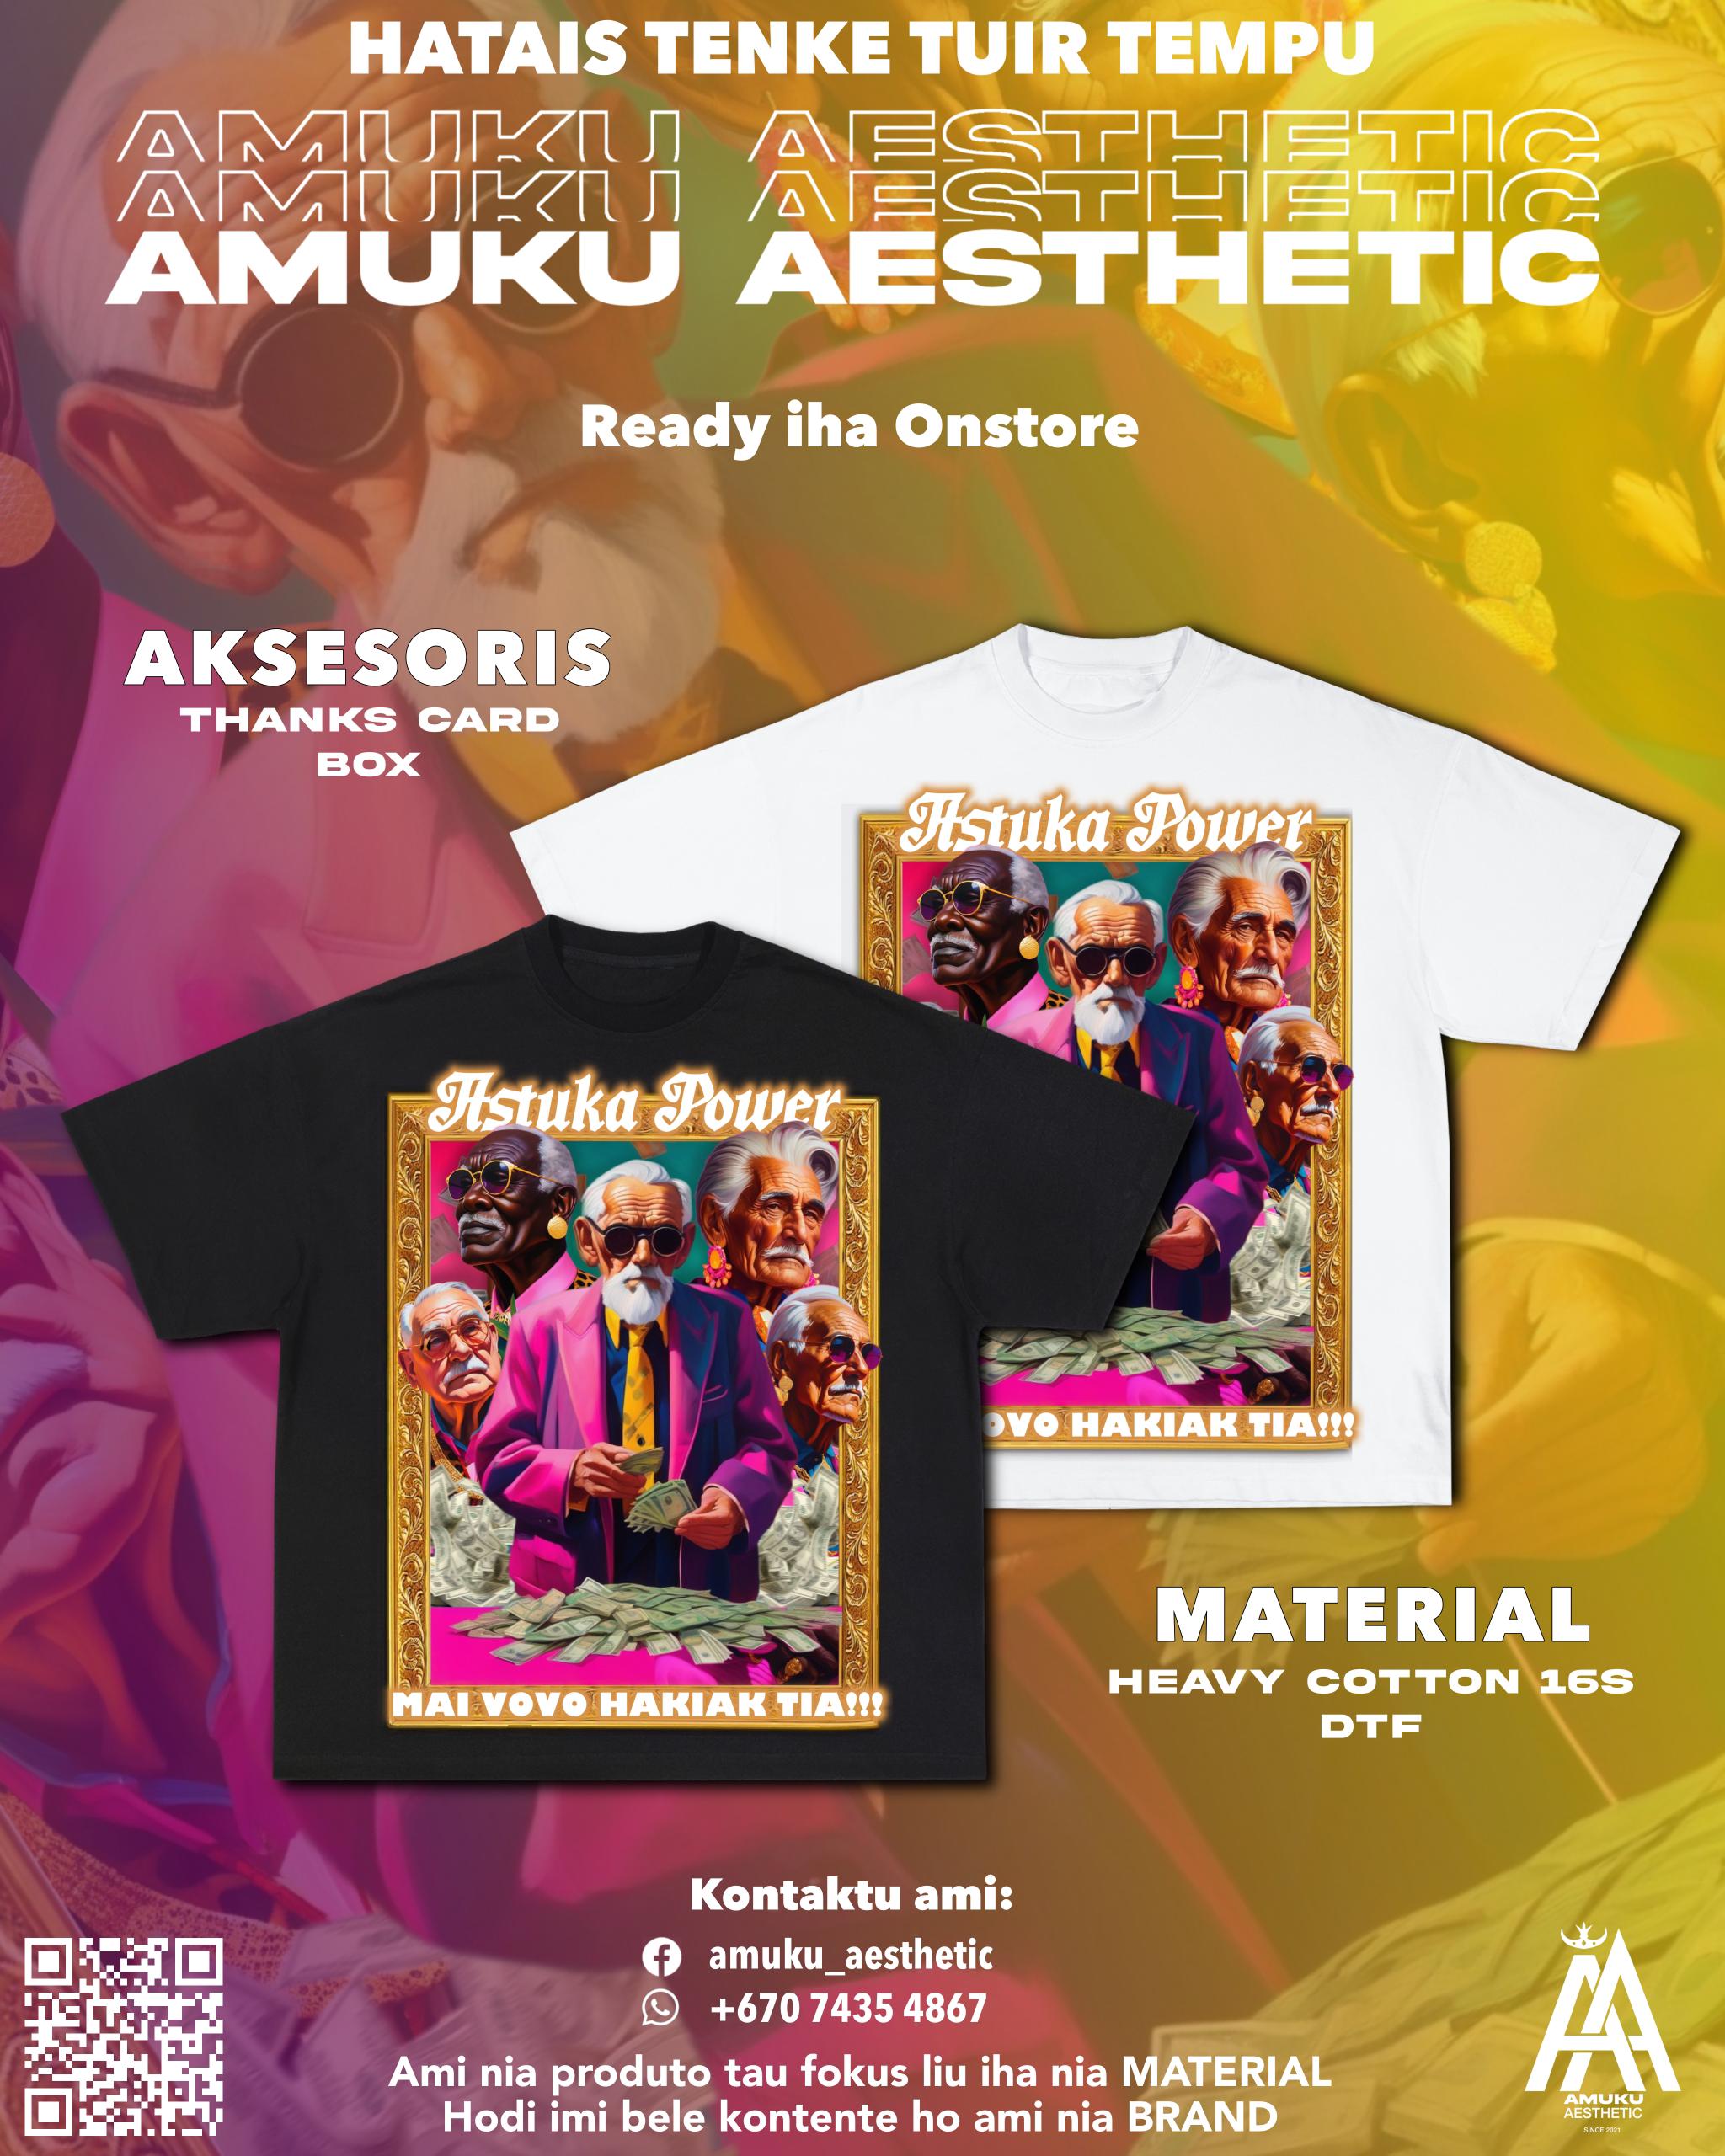 HATAIS TENKE TUIR TEMPU
AMUKU AESTHETIC
AMUKU AESTHETIC
AMUKU AESTHETIC
Ready iha Onstore
AKSESORIS
THANKS CARD
BOX
Astuka Power
OVO HAKIAK TIA!!!
Astuka Power
MAI VOVO HAKIAK TIA!!!
MATERIAL
HEAVY COTTON 16S
DTF
Kontaktu ami:
amuku_aesthetic
+670 7435 4867
Ami nia produto tau fokus liu iha nia MATERIAL
Hodi imi bele kontente ho ami nia BRAND
AMUKU
AESTHETIC
SINCE 2021